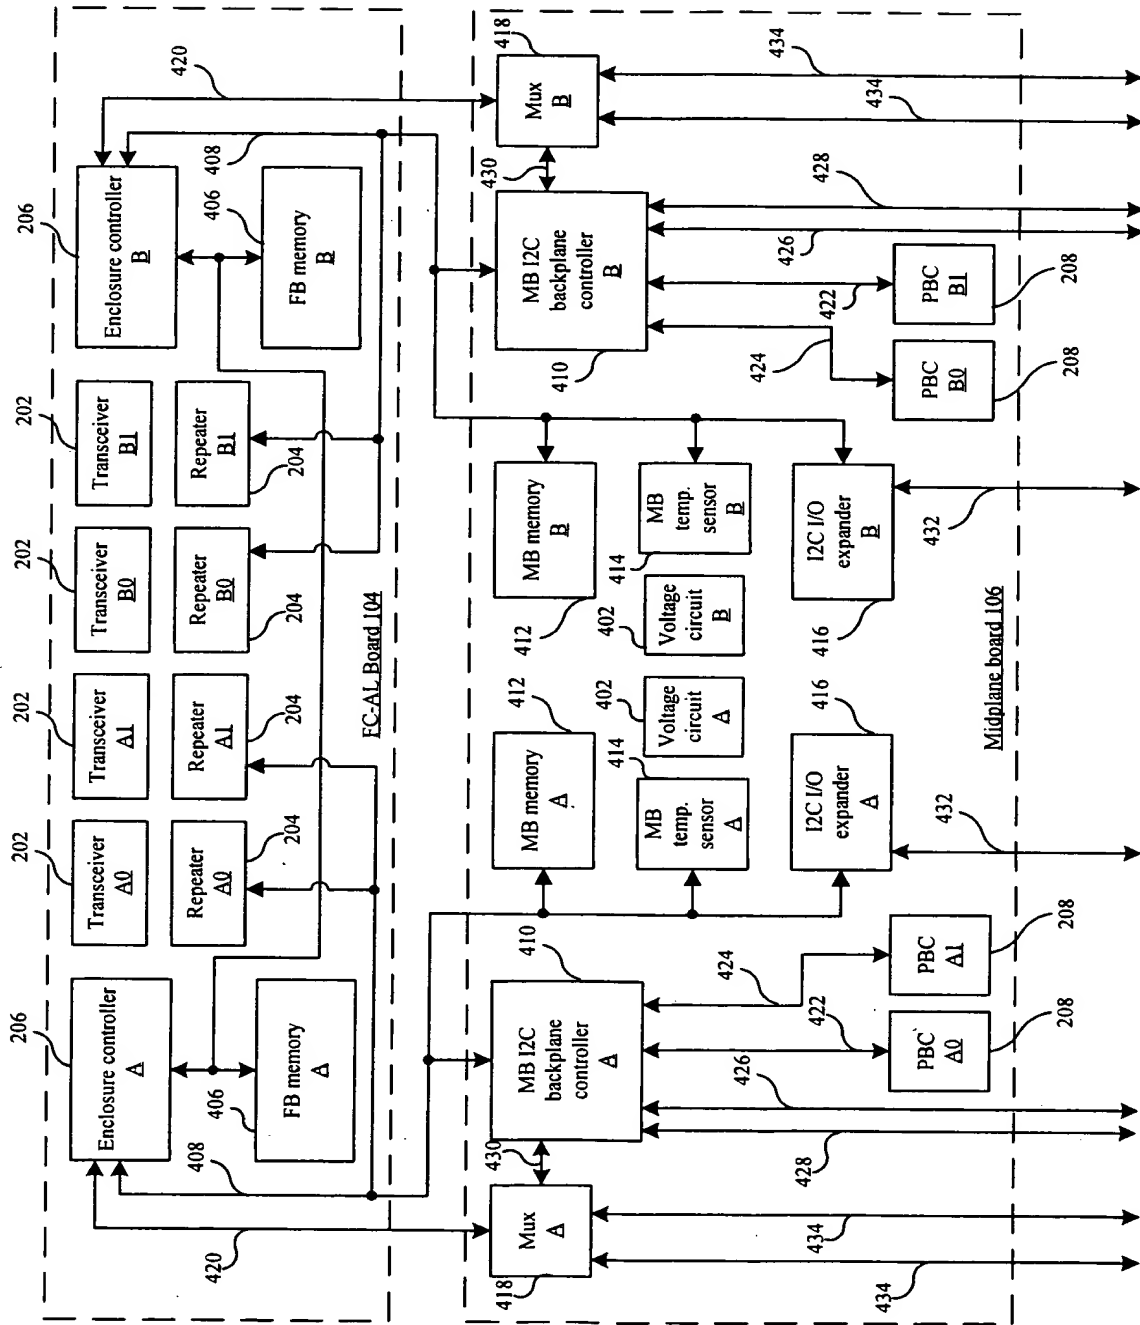 206
Enclosure controller
A
406
FB memory
A
408
420
202
Transceiver
A0
Repeater
A0
204
202
Transceiver
A1
Repeater
A1
204
202
Transceiver
B0
Repeater
B0
204
202
Transceiver
B1
Repeater
B1
204
206
Enclosure controller
B
406
FB memory
B
408
420
FC-AL Board 104
418
Mux
A
430
MB I2C
backplane
controller
A
410
412
MB memory
A
414
MB
temp.
sensor
A
402
Voltage
circuit
A
402
Voltage
circuit
B
412
MB memory
B
414
MB
temp.
sensor
B
I2C I/O
expander
A
416
I2C I/O
expander
B
416
410
MB I2C
backplane
controller
B
430
418
Mux
B
434
434
428
426
422
424
PBC
A0
208
PBC
A1
208
432
Midplane board 106
432
424
422
PBC
B0
208
PBC
B1
208
426
428
434
434